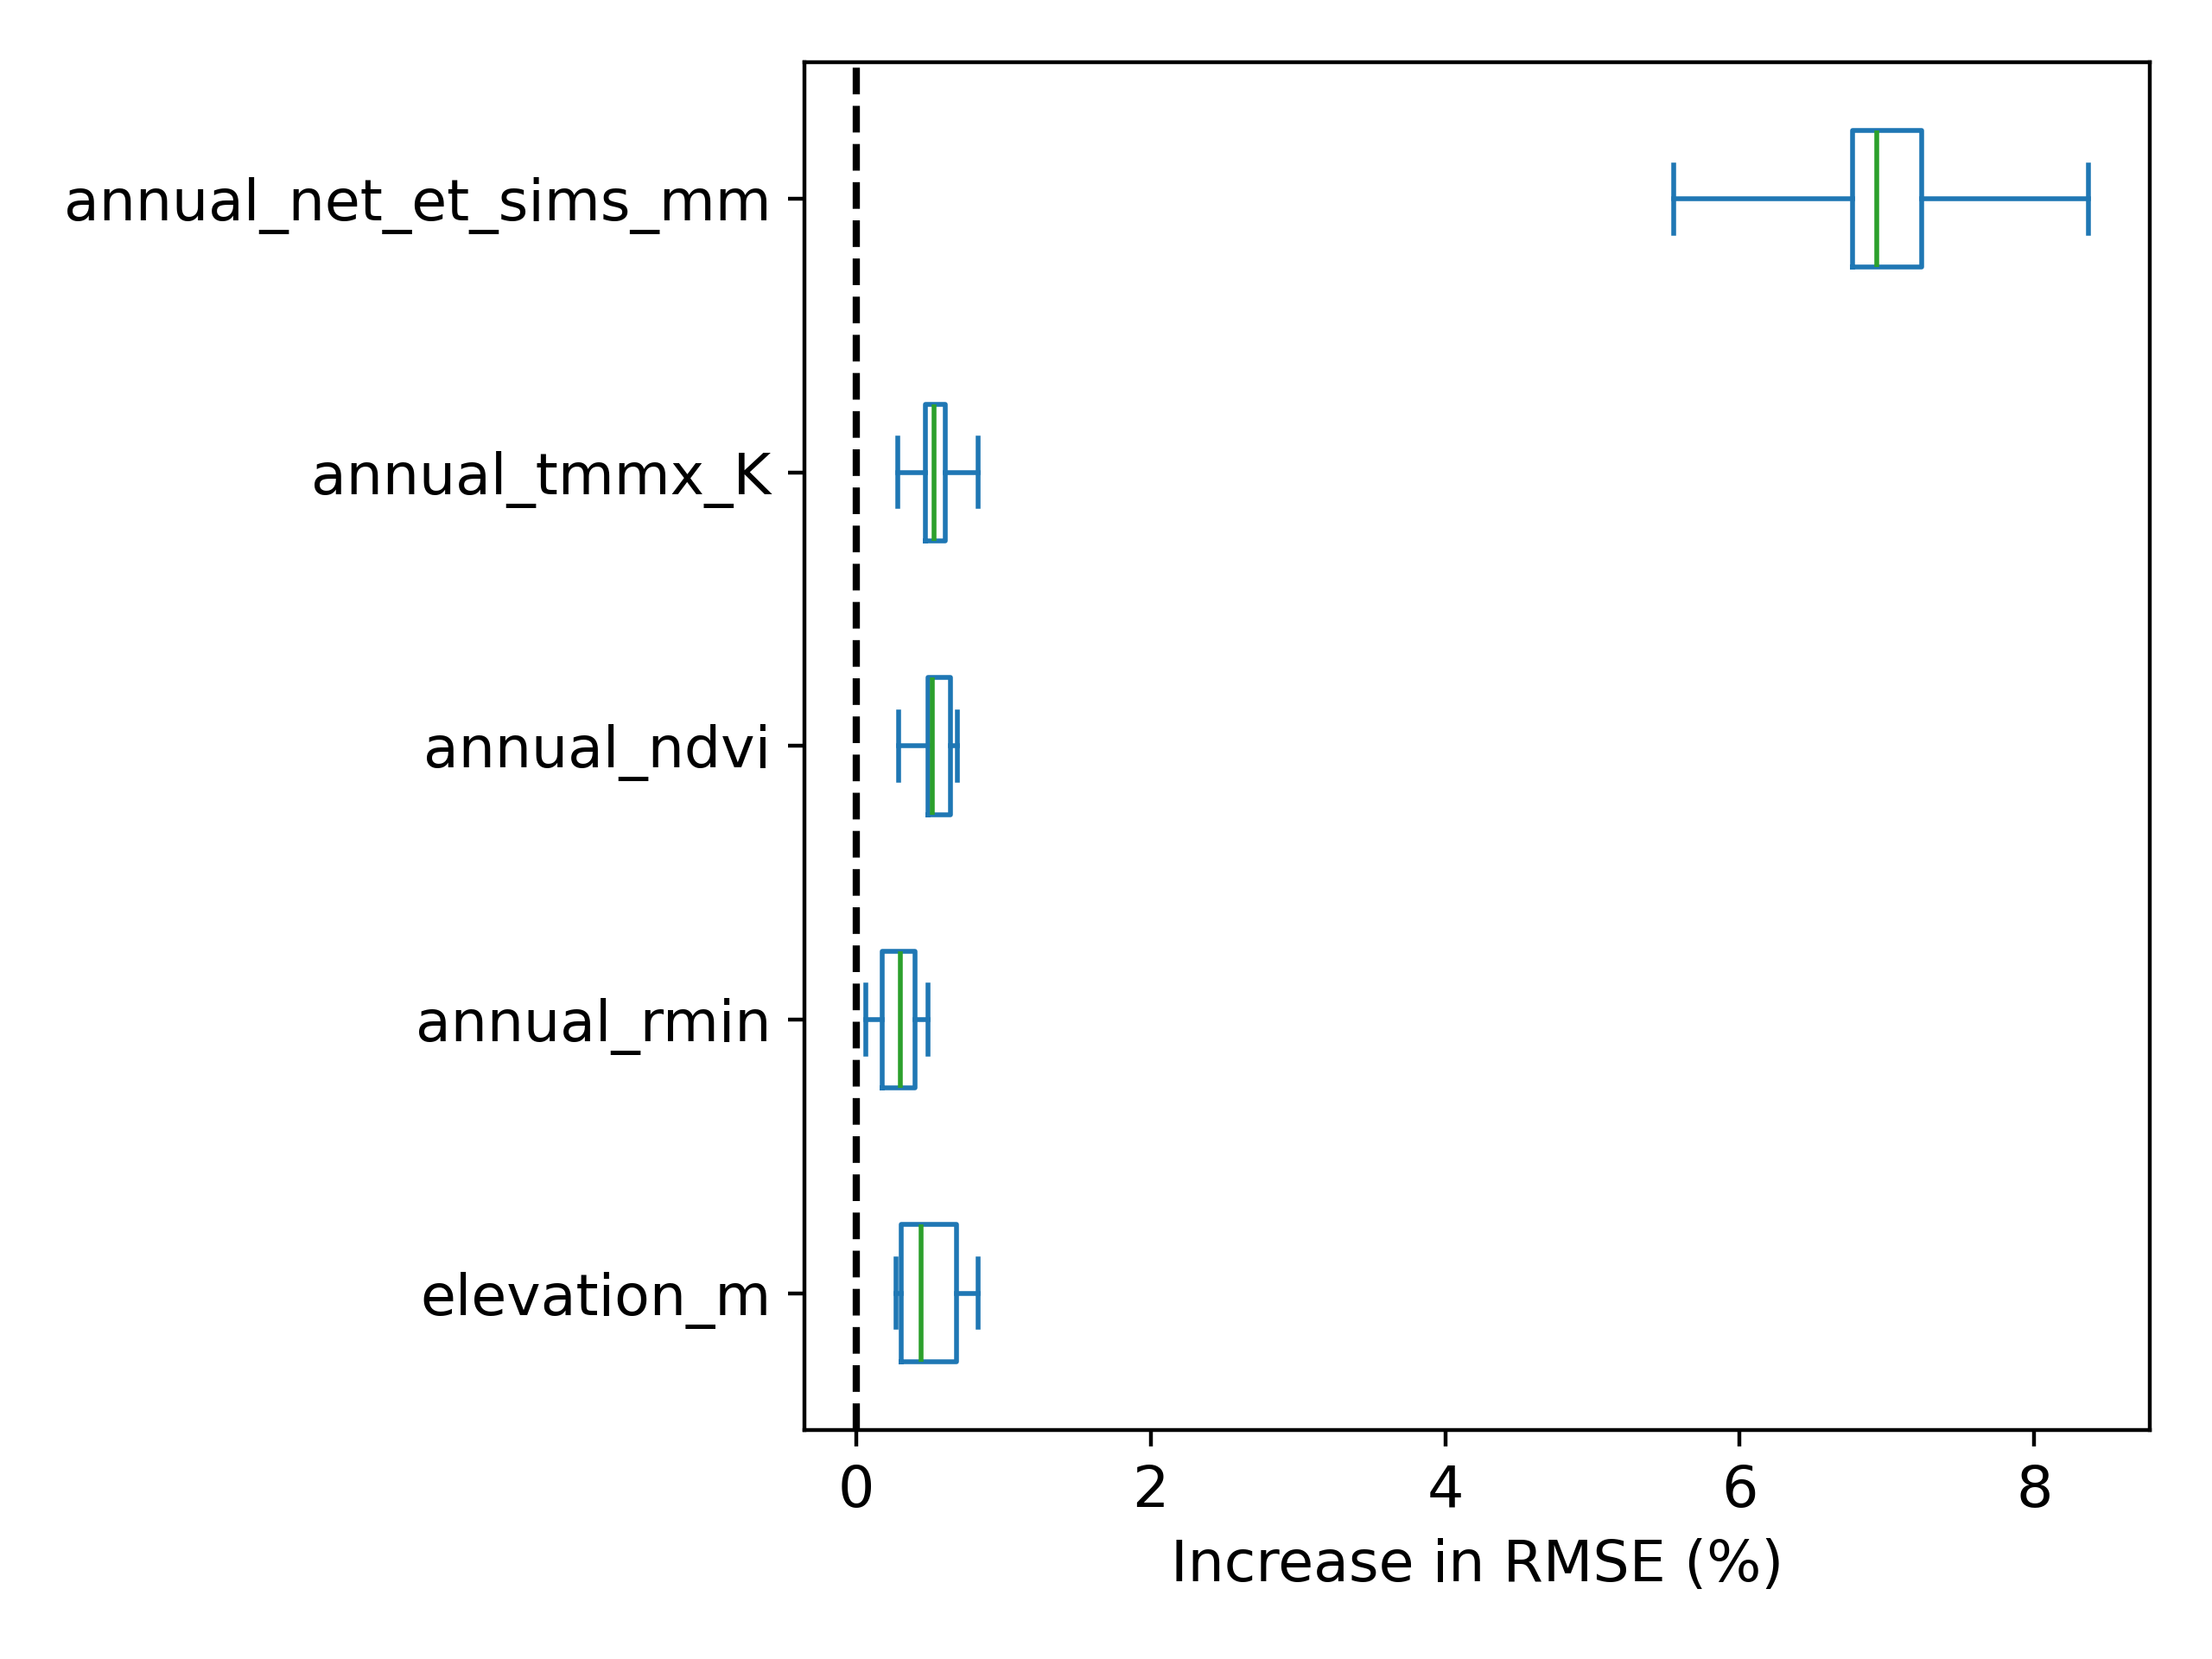 annual_net_et_sims_mm
annual_tmmx_K
annual_ndvi
annual_rmin
elevation_m
0 2 4 6 8
Increase in RMSE (%)